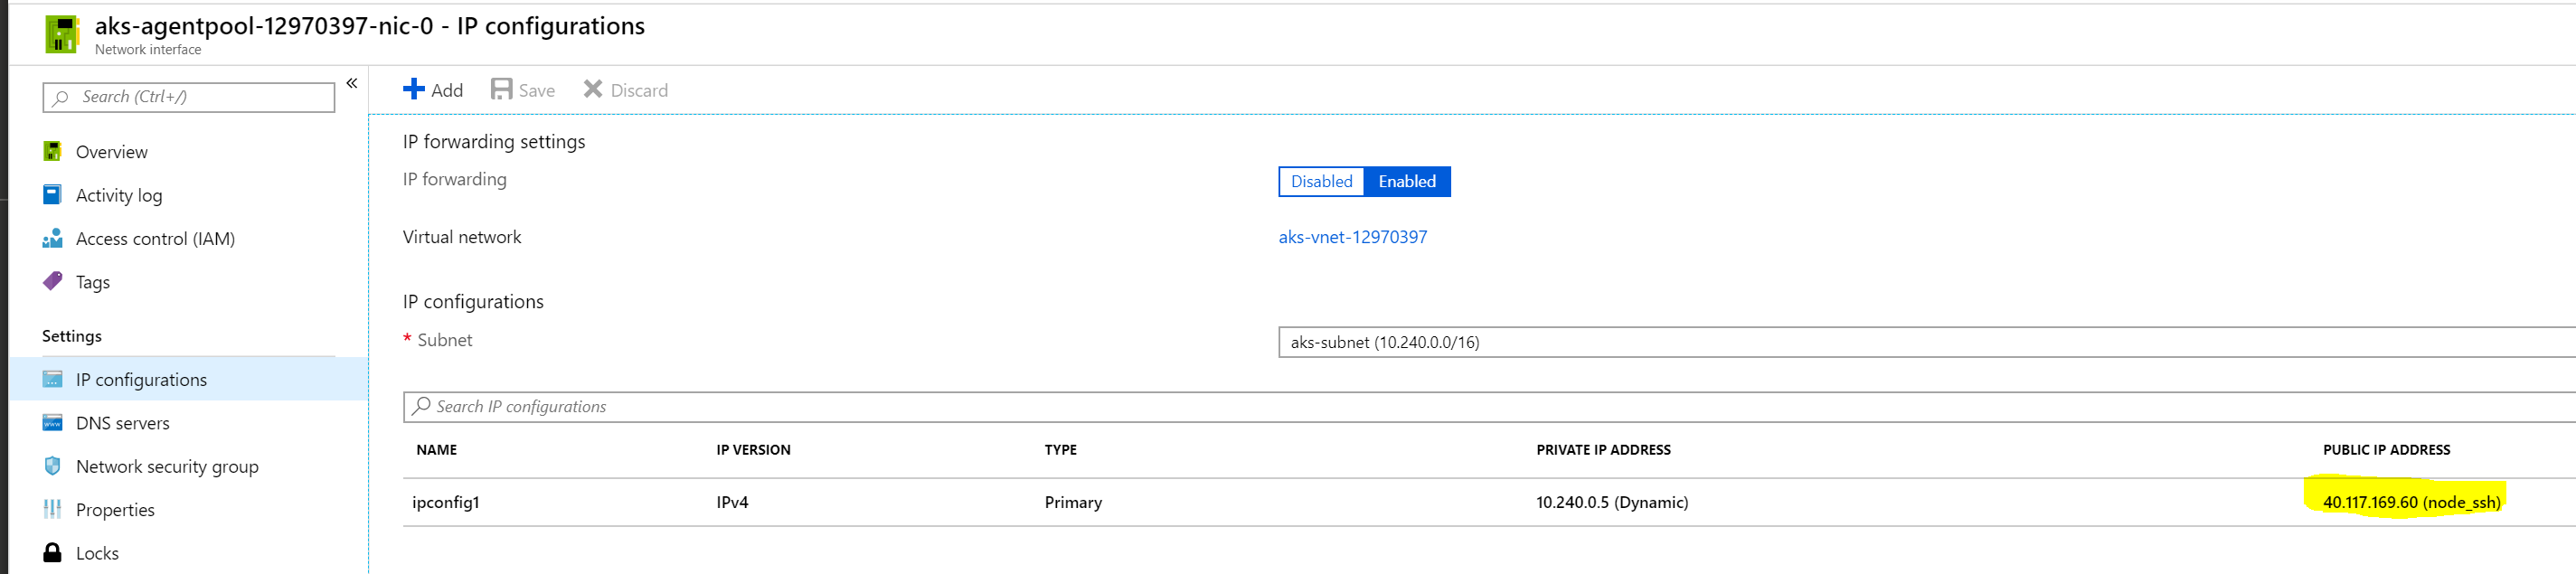 aks-agentpool-12970397-nic-0 - IP configurations
Network interface
Search (Ctrl+/)
«
Overview
Activity log
Access control (IAM)
Tags
Settings
IP configurations
DNS servers
Network security group
Properties
Locks
Add Save Discard
IP forwarding settings
IP forwarding Disabled Enabled
Virtual network aks-vnet-12970397
IP configurations
* Subnet aks-subnet (10.240.0.0/16)
Search IP configurations
NAME IP VERSION TYPE PRIVATE IP ADDRESS PUBLIC IP ADDRESS
ipconfig1 IPv4 Primary 10.240.0.5 (Dynamic) 40.117.169.60 (node_ssh)